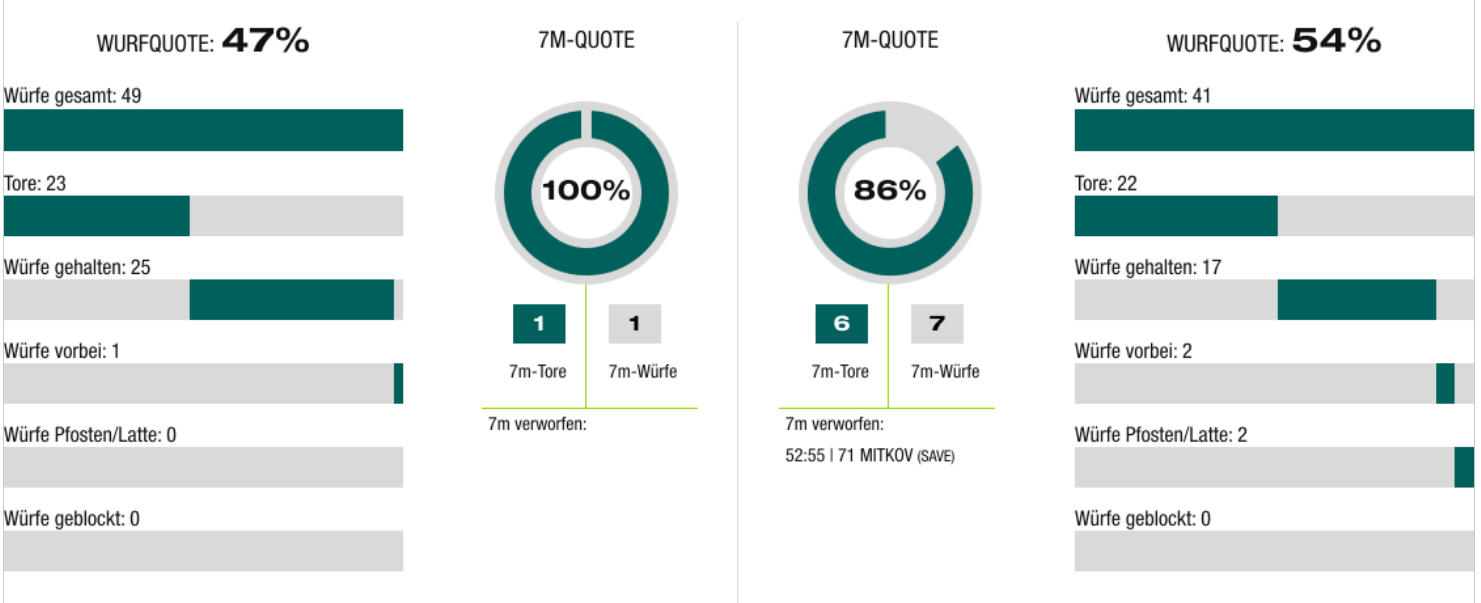 WURFQUOTE: 47%
Würfe gesamt: 49
Tore: 23
Würfe gehalten: 25
Würfe vorbei: 1
Würfe Pfosten/Latte: 0
Würfe geblockt: 0
7M-QUOTE
100%
1
1
7m-Tore
7m-Würfe
7m verworfen:
7M-QUOTE
86%
6
7
7m-Tore
7m-Würfe
7m verworfen:
52:55 | 71 MITKOV (SAVE)
WURFQUOTE: 54%
Würfe gesamt: 41
Tore: 22
Würfe gehalten: 17
Würfe vorbei: 2
Würfe Pfosten/Latte: 2
Würfe geblockt: 0